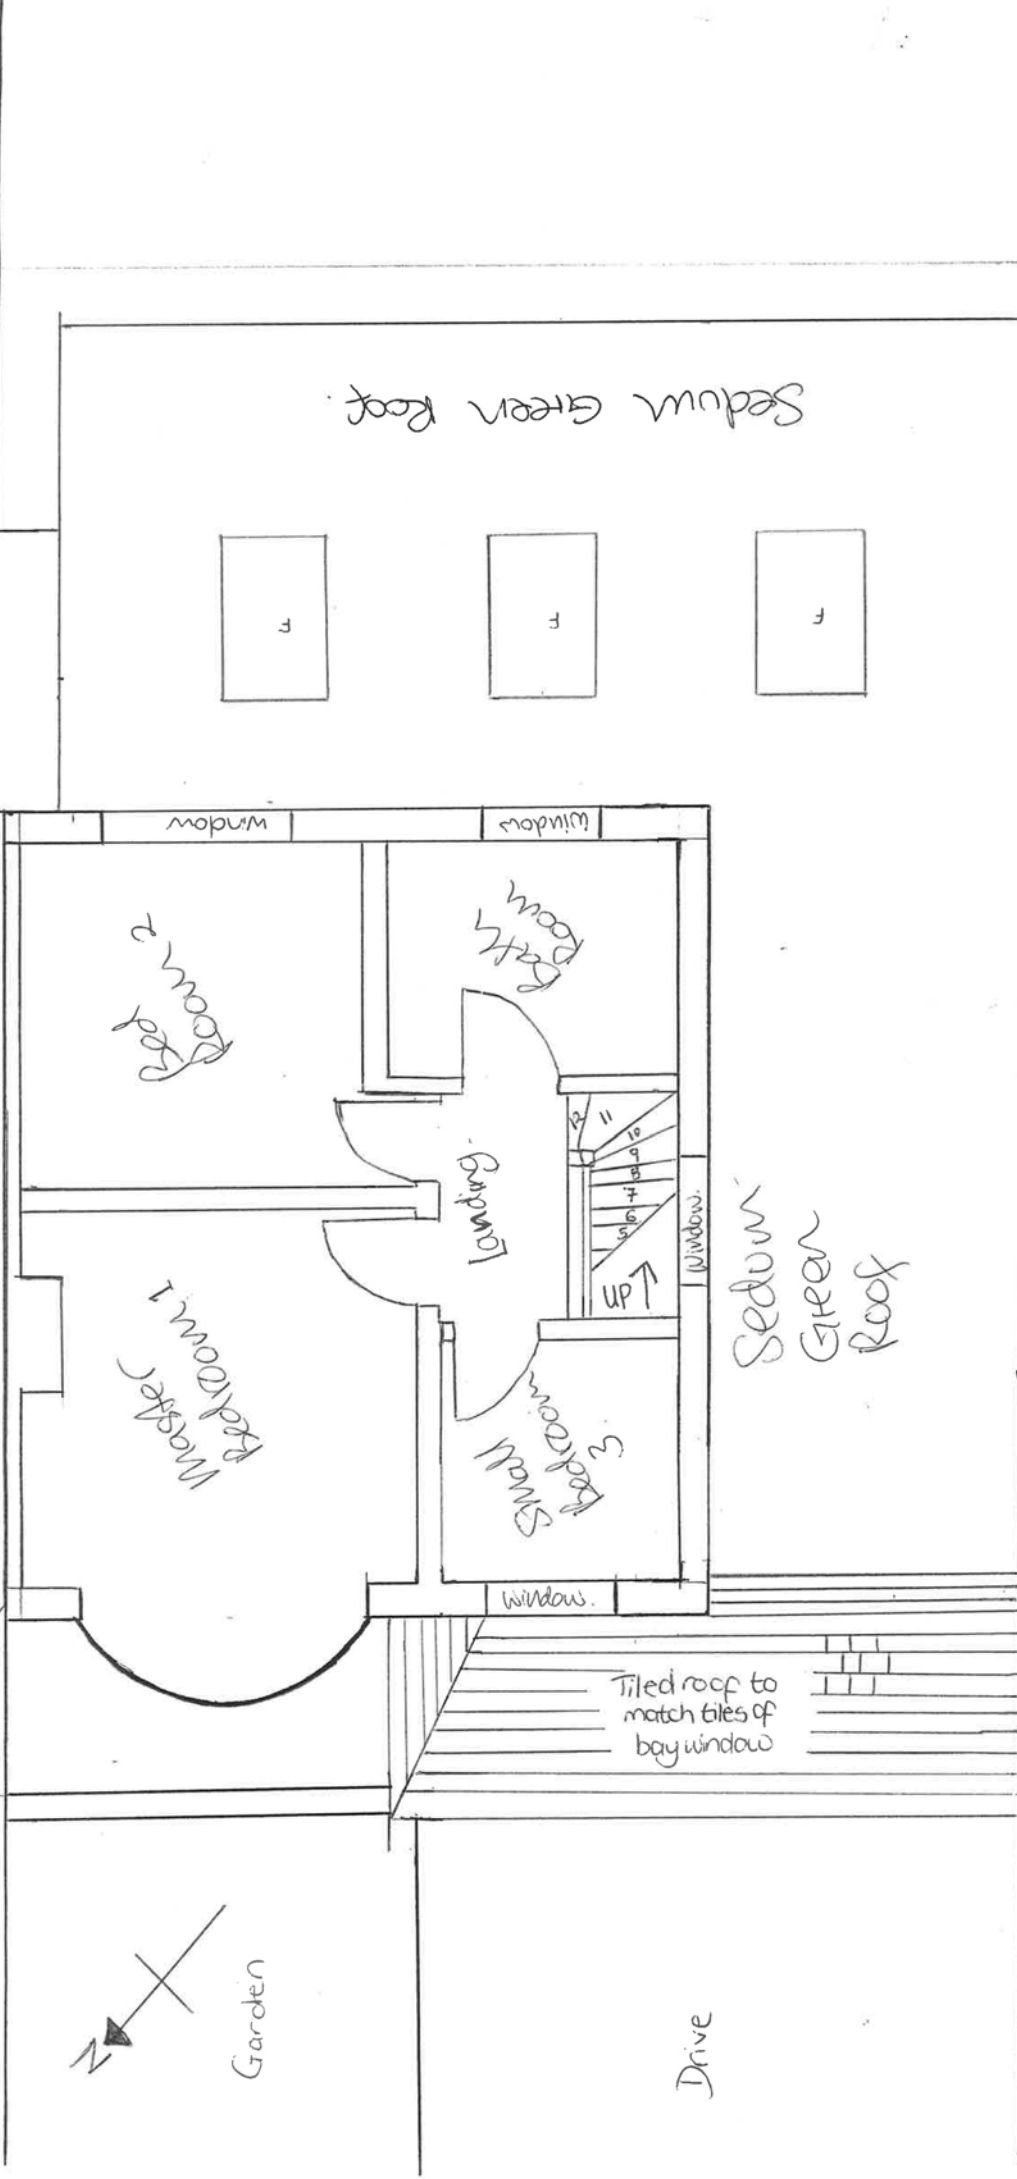 Sedum Green Roof.
F
F
F
Window
Window
Bed
Room 2
Bath
Room
Landing.
12
11
10
9
8
7
6
5
UP
Window.
Sedum
Green
Roof
Master
Bedroom 1
Small
Bedroom
3
Window.
Tiled roof to
match tiles of
bay window
N
Garden
Drive